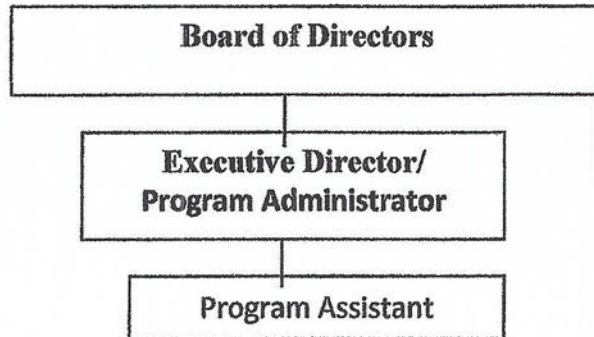 Board of Directors
Executive Director/
Program Administrator
Program Assistant